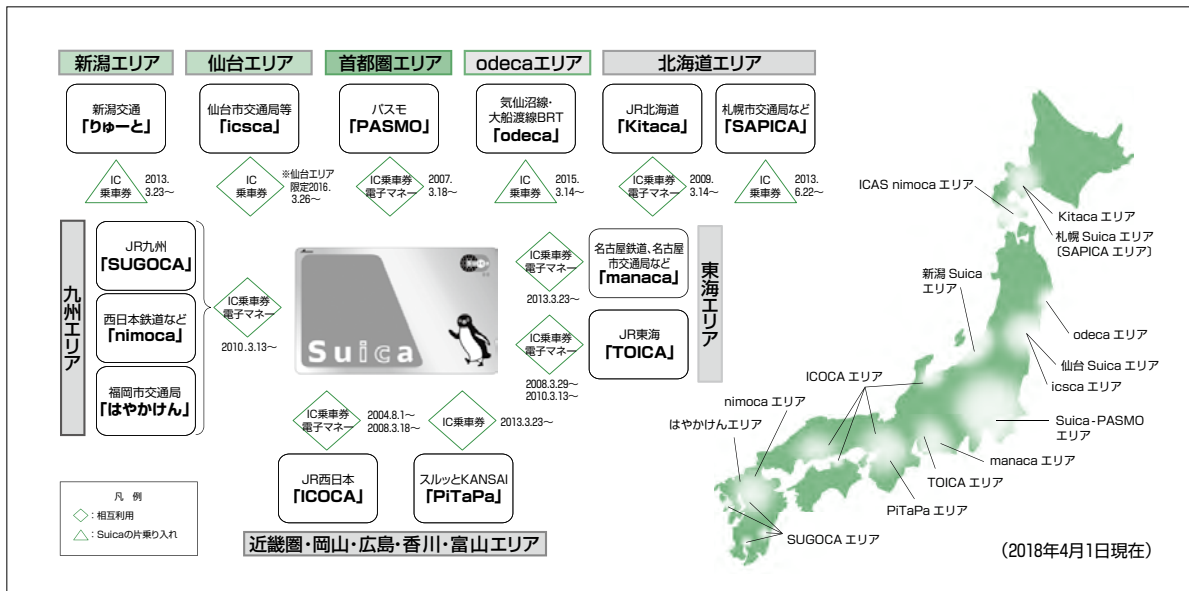 新潟エリア
仙台エリア
首都圏エリア
odecaエリア
北海道エリア
新潟交通
「りゅーと」
仙台市交通局等
「icsca」
パスモ
「PASMO」
気仙沼線・
大船渡線BRT
「odeca」
JR北海道
「Kitaca」
札幌市交通局など
「SAPICA」
IC
乗車券
2013.
3.23〜
IC
乗車券
※仙台エリア
限定2016.
3.26〜
IC乗車券
電子マネー
2007.
3.18〜
IC
乗車券
2015.
3.14〜
IC乗車券
電子マネー
2009.
3.14〜
IC
乗車券
2013.
6.22〜
九州エリア
JR九州
「SUGOCA」
西日本鉄道など
「nimoca」
福岡市交通局
「はやかけん」
IC乗車券
電子マネー
2010.3.13〜
Suica
IC乗車券
電子マネー
2013.3.23〜
名古屋鉄道、名古屋
市交通局など
「manaca」
IC乗車券
電子マネー
2008.3.29〜
2010.3.13〜
JR東海
「TOICA」
東海エリア
IC乗車券
電子マネー
2004.8.1〜
2008.3.18〜
IC乗車券
2013.3.23〜
JR西日本
「ICOCA」
スルッとKANSAI
「PiTaPa」
近畿圏・岡山・広島・香川・富山エリア
凡 例
◇：相互利用
△：Suicaの片乗り入れ
ICAS nimoca エリア
Kitaca エリア
札幌 Suica エリア
〔SAPICA エリア〕
新潟 Suica
エリア
odeca エリア
仙台 Suica エリア
icsca エリア
ICOCA エリア
nimoca エリア
はやかけんエリア
Suica-PASMO
エリア
manaca エリア
TOICA エリア
PiTaPa エリア
SUGOCA エリア
（2018年4月1日現在）